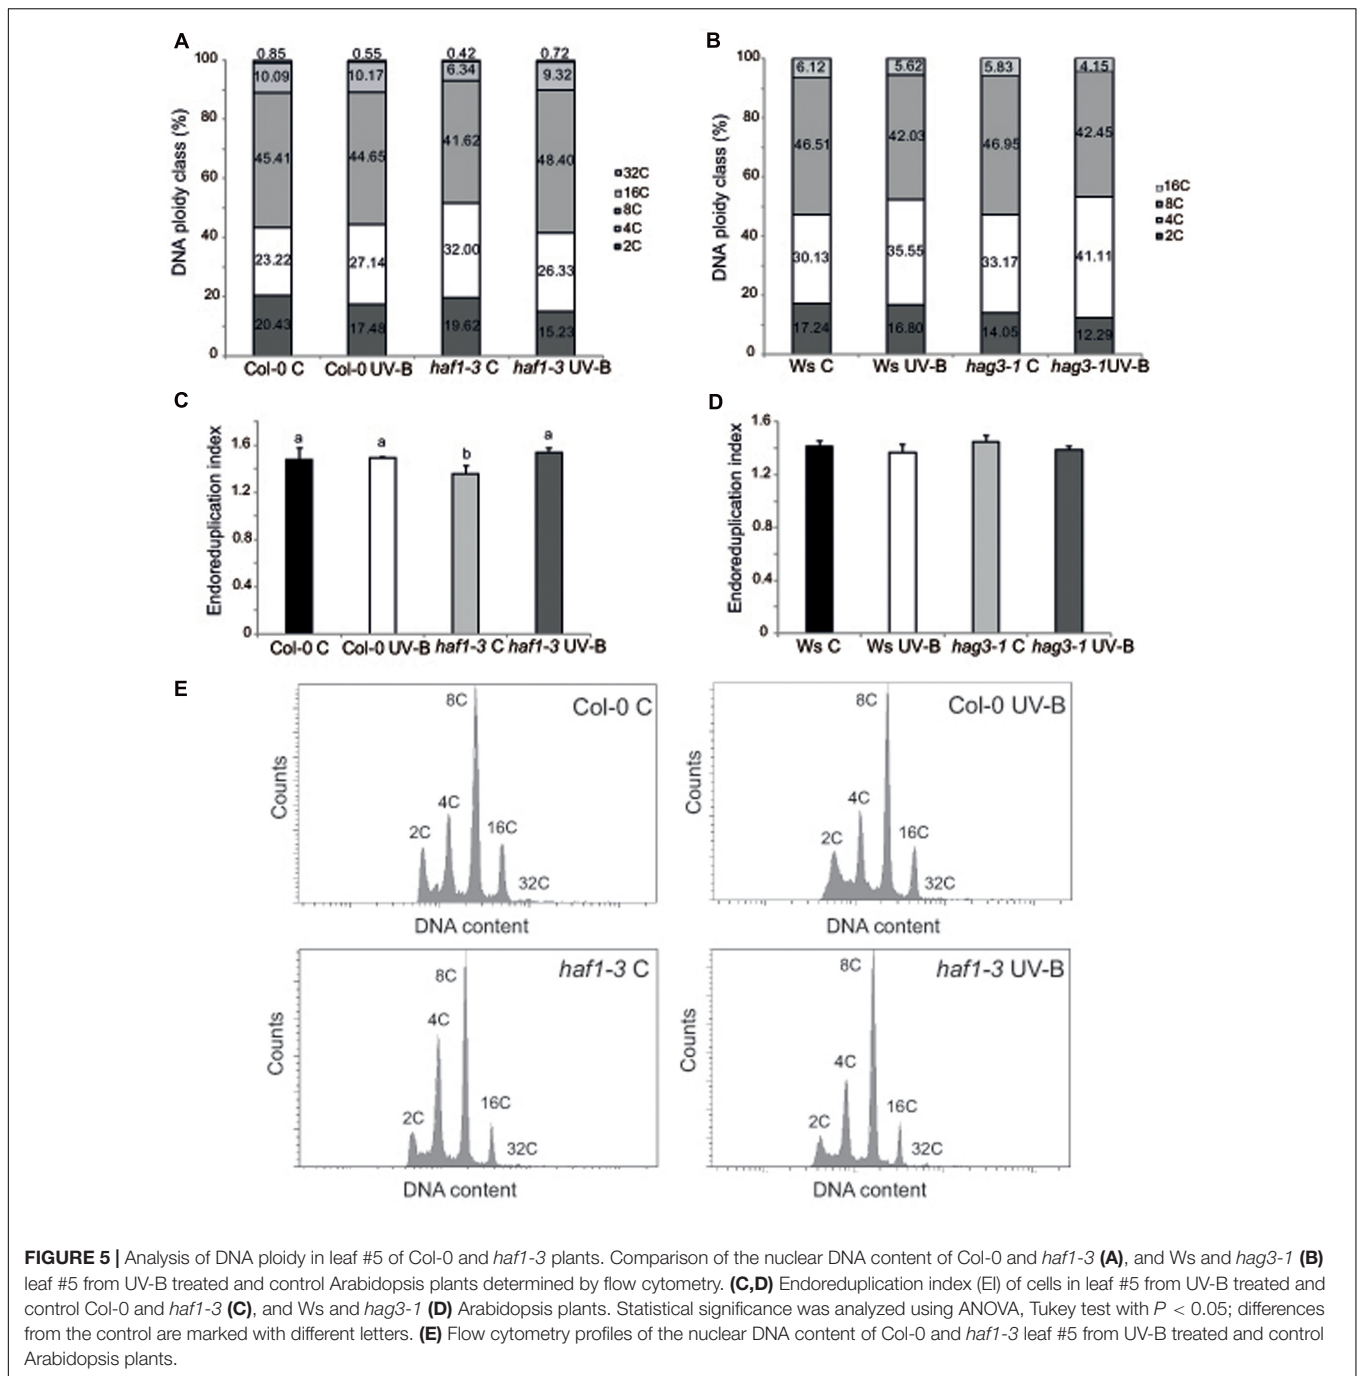 A
100
80
60
40
20
0
DNA ploidy class (%)
0.85 0.55 0.42 0.72
10.09 10.17 6.34 9.32
45.41 44.65 41.62 48.40
23.22 27.14 32.00 26.33
20.43 17.48 19.62 15.23
Col-0 C Col-0 UV-B haf1-3 C haf1-3 UV-B
32C
16C
8C
4C
2C
B
100
80
60
40
20
0
DNA ploidy class (%)
6.12 5.62 5.83 4.15
46.51 42.03 46.95 42.45
30.13 35.55 33.17 41.11
17.24 16.80 14.05 12.29
Ws C Ws UV-B hag3-1 C hag3-1UV-B
16C
8C
4C
2C
C
1.6
1.2
0.8
0.4
0
Endoreduplication index
a a b a
Col-0 C Col-0 UV-B haf1-3 C haf1-3 UV-B
D
1.6
1.2
0.8
0.4
0
Endoreduplication index
Ws C Ws UV-B hag3-1 C hag3-1 UV-B
E
Col-0 C
Counts
2C 4C 8C 16C 32C
DNA content
Col-0 UV-B
Counts
2C 4C 8C 16C 32C
DNA content
haf1-3 C
Counts
2C 4C 8C 16C 32C
DNA content
haf1-3 UV-B
Counts
2C 4C 8C 16C 32C
DNA content
FIGURE 5 | Analysis of DNA ploidy in leaf #5 of Col-0 and haf1-3 plants. Comparison of the nuclear DNA content of Col-0 and haf1-3 (A), and Ws and hag3-1 (B)
leaf #5 from UV-B treated and control Arabidopsis plants determined by flow cytometry. (C,D) Endoreduplication index (EI) of cells in leaf #5 from UV-B treated and
control Col-0 and haf1-3 (C), and Ws and hag3-1 (D) Arabidopsis plants. Statistical significance was analyzed using ANOVA, Tukey test with P < 0.05; differences
from the control are marked with different letters. (E) Flow cytometry profiles of the nuclear DNA content of Col-0 and haf1-3 leaf #5 from UV-B treated and control
Arabidopsis plants.